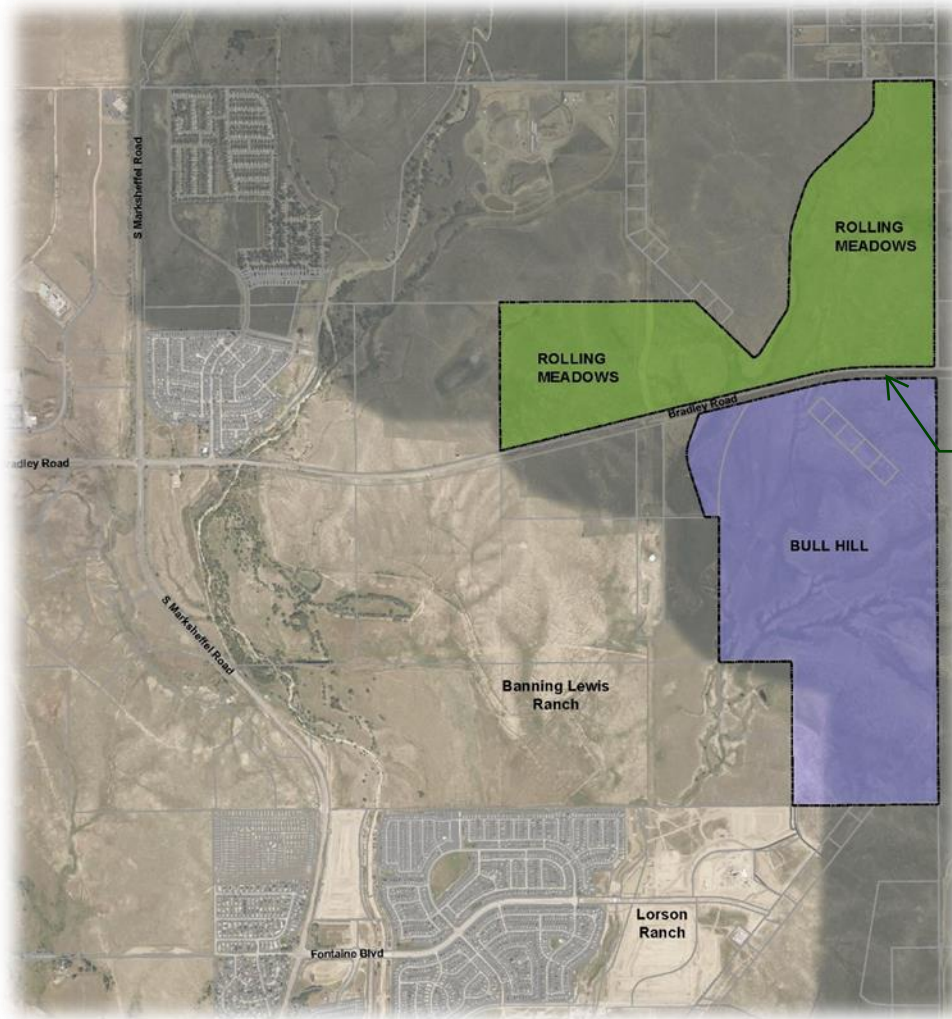 S Marksheffel Road
ROLLING
MEADOWS
ROLLING
MEADOWS
Bradley Road
Bradley Road
BULL HILL
S Marksheffel Road
Banning Lewis
Ranch
Lorson
Ranch
Fontaine Blvd